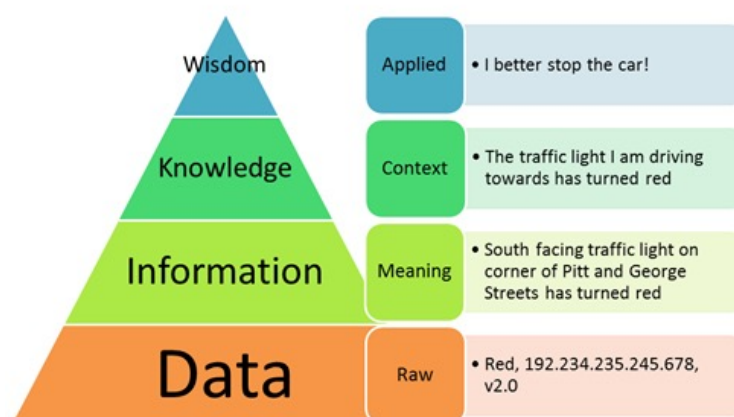 Wisdom
Applied
• I better stop the car!
Knowledge
Context
• The traffic light I am driving
towards has turned red
Information
Meaning
• South facing traffic light on
corner of Pitt and George
Streets has turned red
Data
Raw
• Red, 192.234.235.245.678,
v2.0